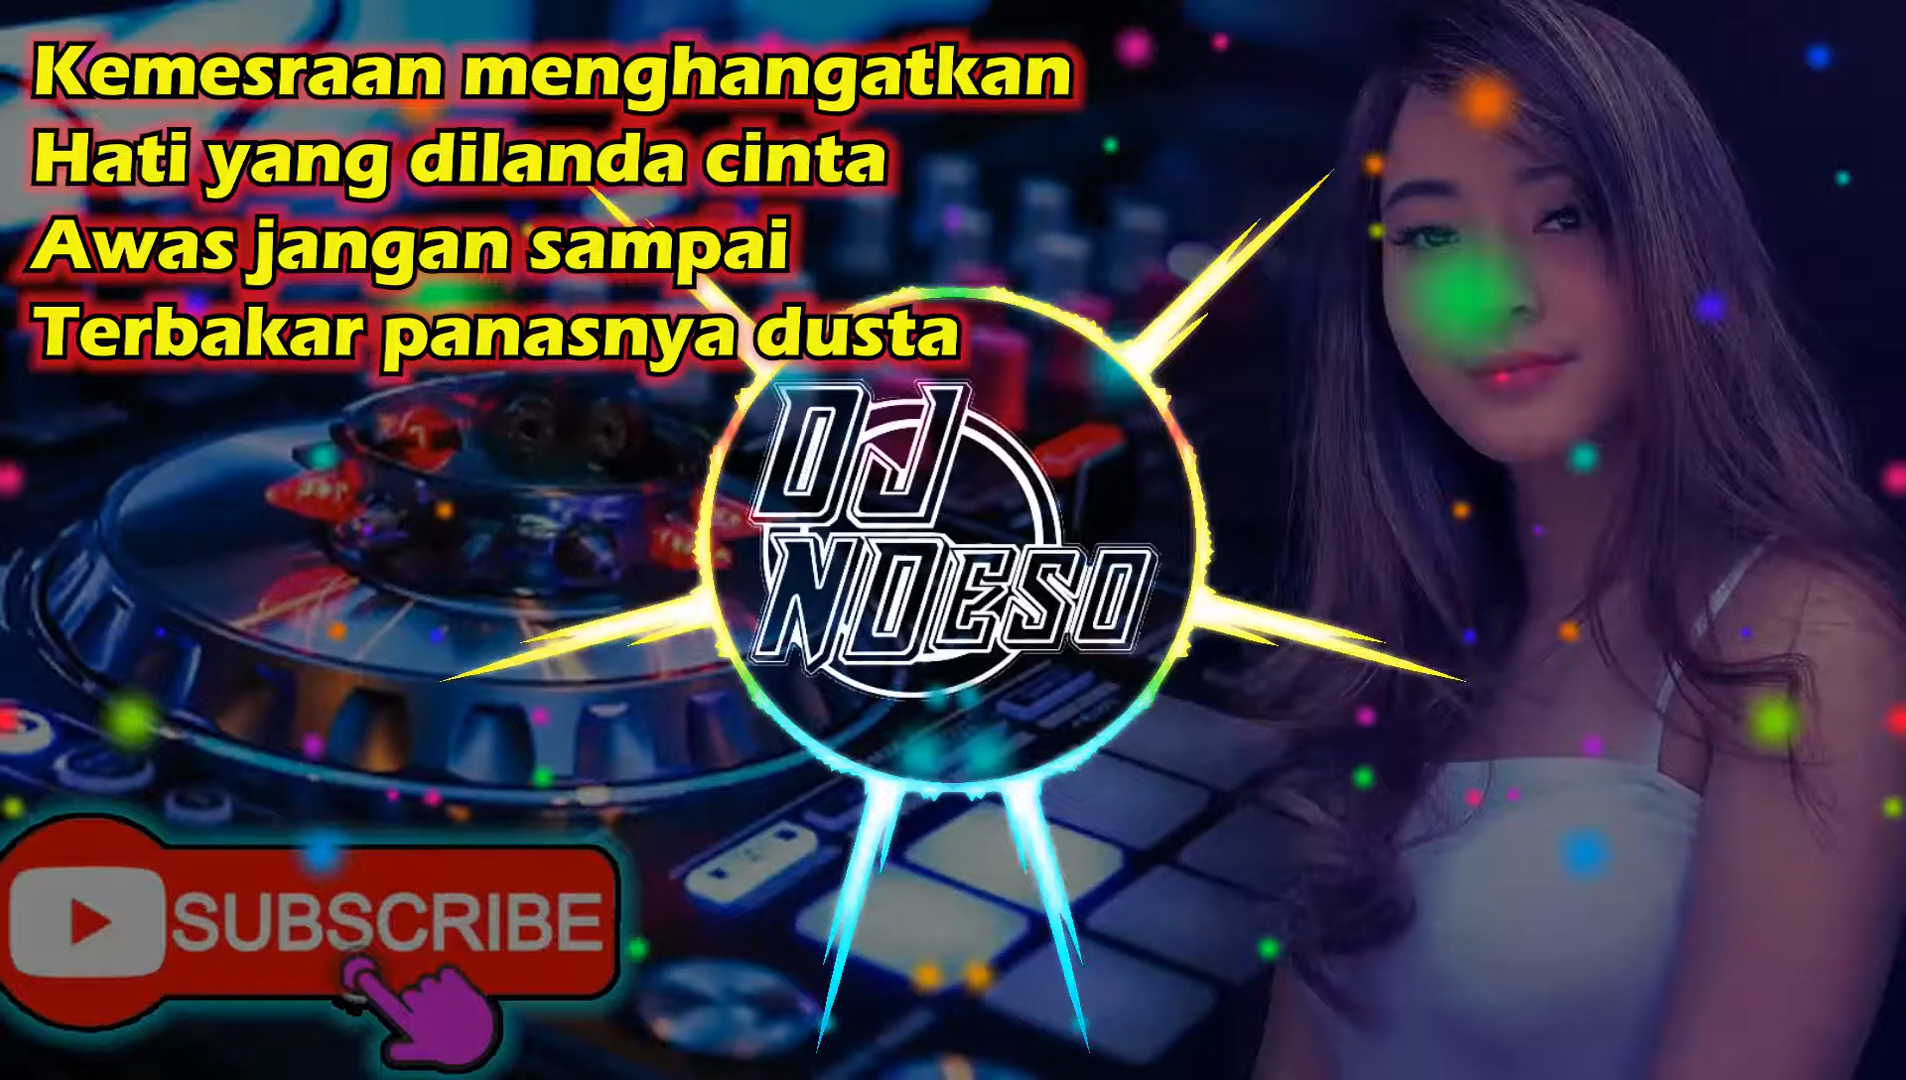 Kemesraan menghangatkan
Hati yang dilanda cinta
Awas jangan sampai
Terbakar panasnya dusta
DJ
NDESO
SUBSCRIBE